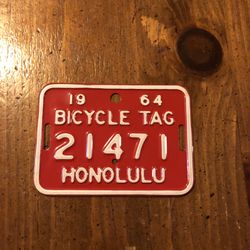 19 64
BICYCLE TAG
21471
HONOLULU